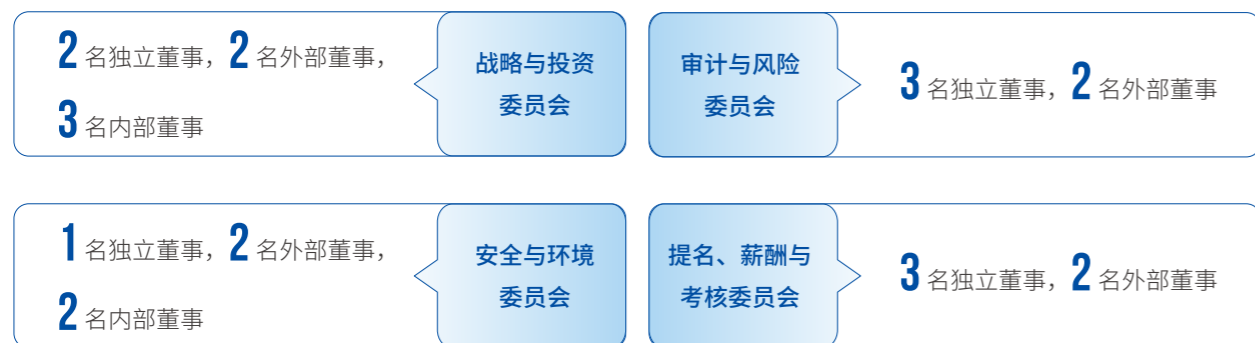 2 名独立董事，2 名外部董事，
3 名内部董事
战略与投资
委员会
审计与风险
委员会
3 名独立董事，2 名外部董事
1 名独立董事，2 名外部董事，
2 名内部董事
安全与环境
委员会
提名、薪酬与
考核委员会
3 名独立董事，2 名外部董事